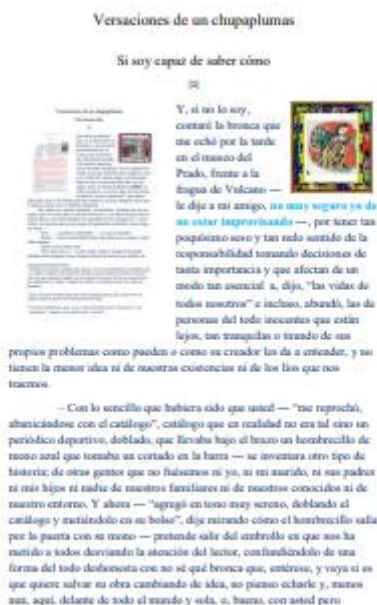 Versaciones de un chupaplumas
Si soy capaz de saber cómo
Y, si no lo soy,
contaré la bronca que
me echó por la tarde
en el museo del
Prado, frente a la
fragua de Vulcano —
le dije a mi amigo, no muy seguro yo de
no estar improvisando —, por tener tan
poquísimo seso y tan nulo sentido de la
responsabilidad tomando decisiones de
tanta importancia y que afectan de un
modo tan esencial a, dijo, "las vidas de
todos nosotros" e incluso, abundó, las de
personas del todo inocentes que están
lejos, tan tranquilas o tirando de sus
propios problemas como pueden o como su creador les da a entender, y no
tienen la menor idea ni de nuestras existencias ni de los líos que nos
traemos.
– Con lo sencillo que hubiera sido que usted — "me reprochó,
abanicándose con el catálogo", catálogo que en realidad no era tal sino un
periódico deportivo, doblado, que llevaba bajo el brazo un hombrecillo de
mono azul que tomaba un cortado en la barra — se inventara otro tipo de
historia; de otras gentes que no fuésemos ni yo, ni mi marido, ni sus padres
ni mis hijos ni nadie de nuestros familiares ni de nuestros conocidos ni de
nuestro entorno. Y ahora — "agregó en tono muy sereno, doblando el
catálogo y metiéndolo en su bolso", dije mirando cómo el hombrecillo salía
por la puerta con su mono — pretende salir del embrollo en que nos ha
metido a todos desviando la atención del lector, confundiéndolo de una
forma del todo deshonesta con no sé qué bronca que, entérese, y vaya si es
que quiere salvar su obra cambiando de idea, no pienso echarle y, menos
aun, aquí, delante de todo el mundo y sola, o, bueno, con usted pero